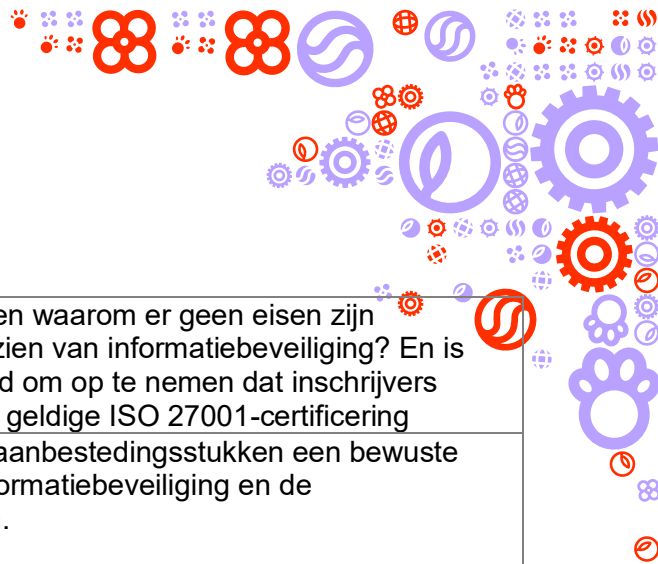 en waarom er geen eisen zijn
zien van informatiebeveiliging? En is
d om op te nemen dat inschrijvers
geldige ISO 27001-certificering
aanbestedingsstukken een bewuste
ormatiebeveiliging en de
.